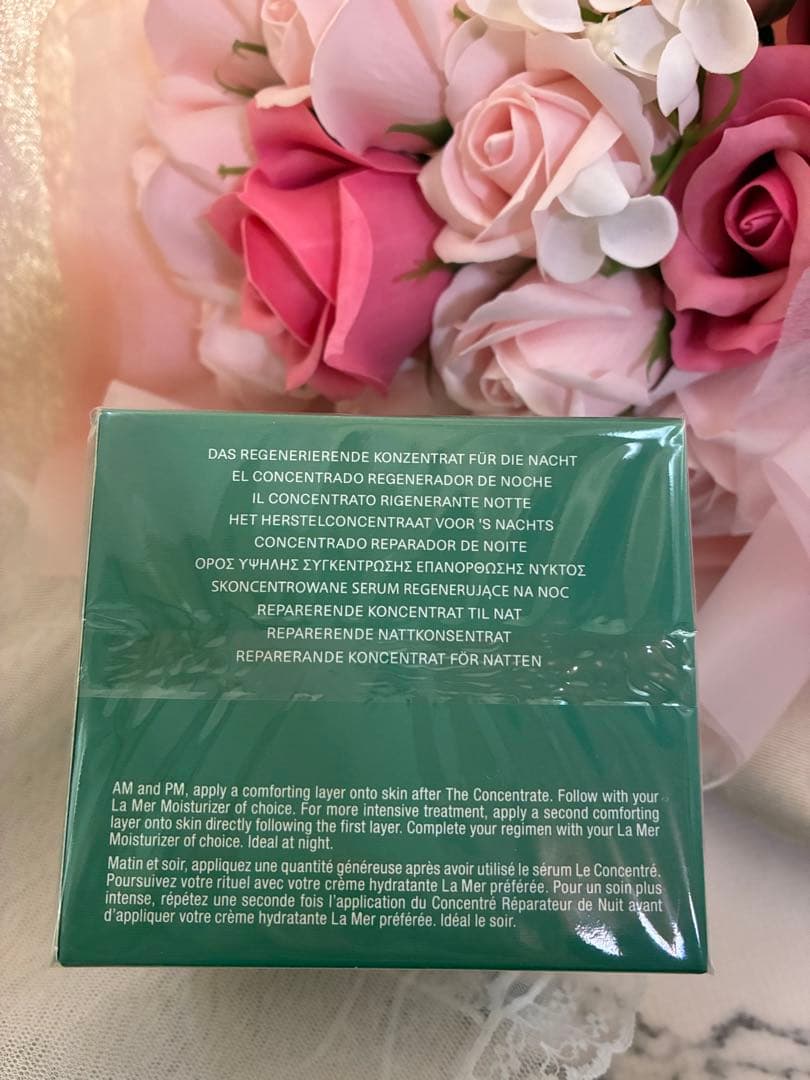 DAS REGENERIERENDE KONZENTRAT FÜR DIE NACHT
EL CONCENTRADO REGENERADOR DE NOCHE
IL CONCENTRATO RIGENERANTE NOTTE
HET HERSTELCONCENTRAAT VOOR 'S NACHTS
CONCENTRADO REPARADOR DE NOITE
ΟΡΟΣ ΥΨΗΛΗΣ ΣΥΓΚΕΝΤΡΩΣΗΣ ΕΠΑΝΟΡΘΩΣΗΣ ΝΥΚΤΟΣ
SKONCENTROWANE SERUM REGENERUJĄCE NA NOC
REPARERENDE KONCENTRAT TIL NAT
REPARERENDE NATTKONSENTRAT
REPARERANDE KONCENTRAT FÖR NATTEN
AM and PM, apply a comforting layer onto skin after The Concentrate. Follow with your
La Mer Moisturizer of choice. For more intensive treatment, apply a second comforting
layer onto skin directly following the first layer. Complete your regimen with your La Mer
Moisturizer of choice. Ideal at night.
Matin et soir, appliquez une quantité généreuse après avoir utilisé le sérum Le Concentré.
Poursuivez votre rituel avec votre crème hydratante La Mer préférée. Pour un soin plus
intense, répétez une seconde fois l'application du Concentré Réparateur de Nuit avant
d'appliquer votre crème hydratante La Mer préférée. Idéal le soir.